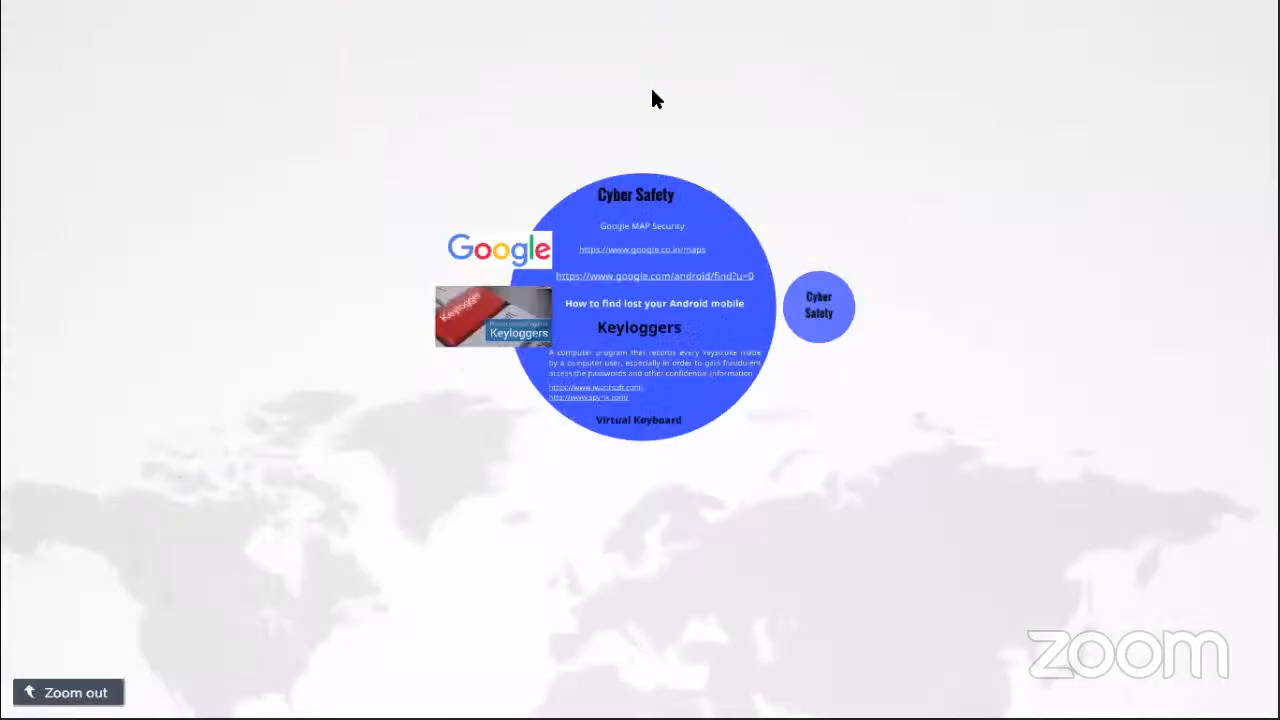 Cyber Safety
Google MAP Security
https://www.google.co.in/maps
Google
https://www.google.com/android/find?u=0
How to find lost your Android mobile
Keyloggers
Keylogger
Keyloggers
A computer program that records every keystroke made
by a computer user, especially in order to gain fraudulent
access the passwords and other confidential information
Virtual Keyboard
Cyber
Safety
Zoom out
zoom